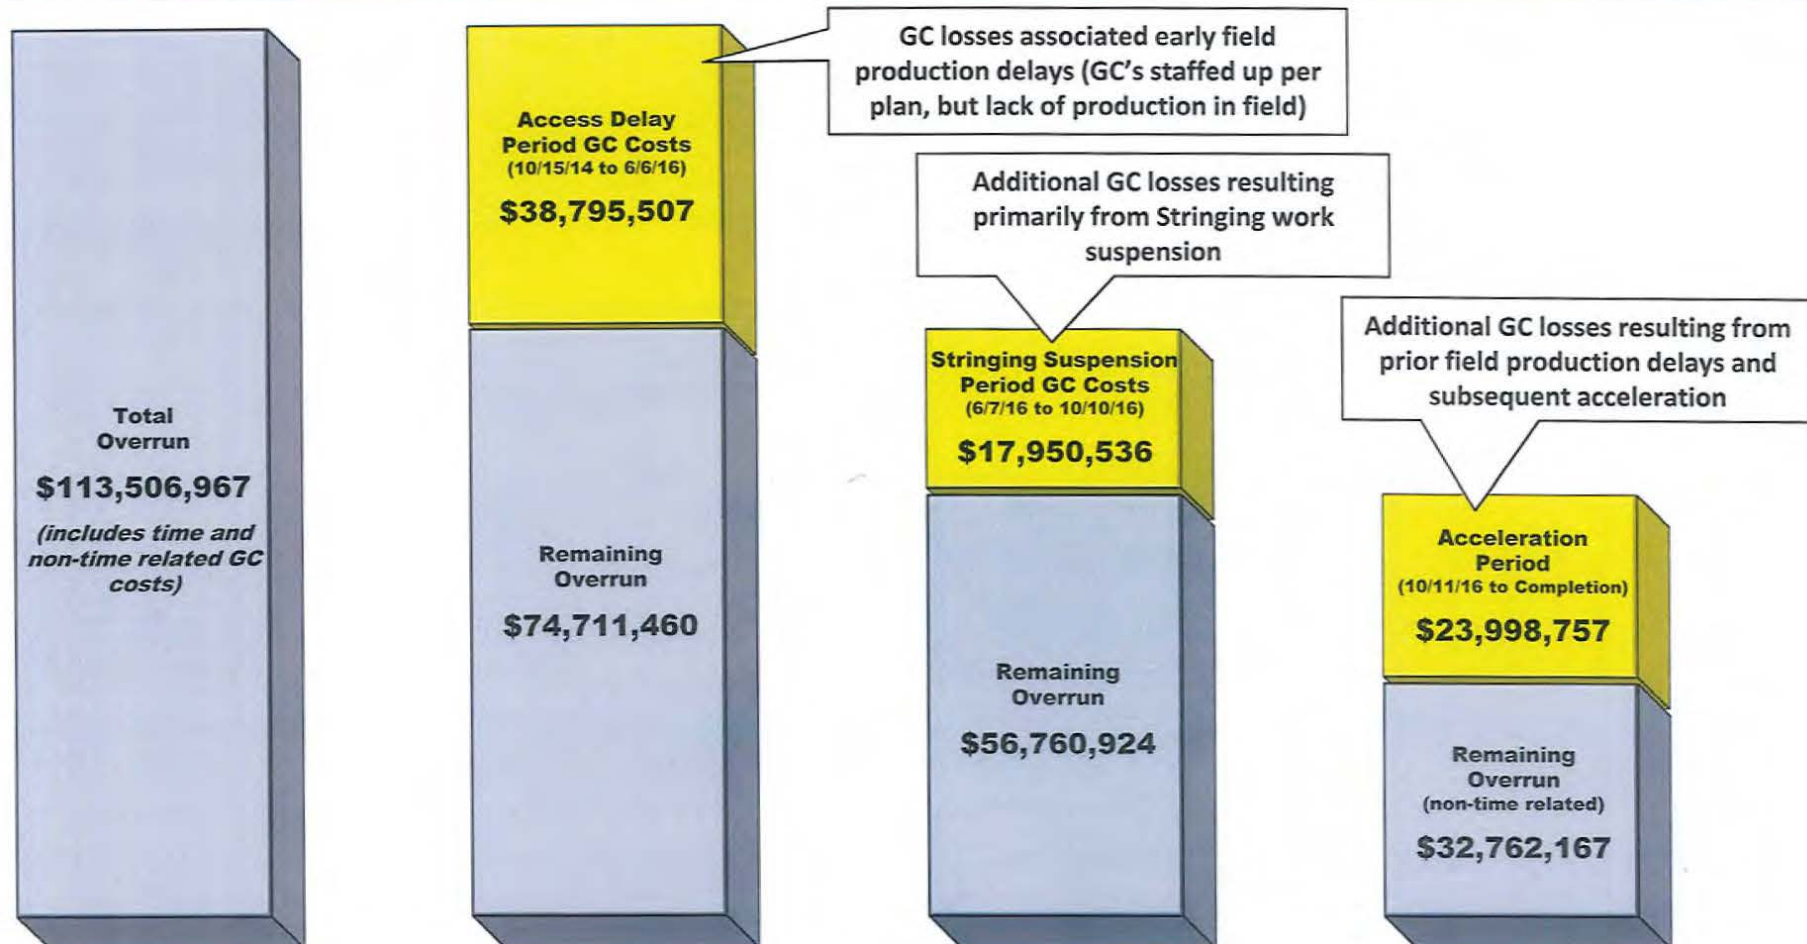 Total
Overrun
$113,506,967
(includes time and
non-time related GC
costs)
Access Delay
Period GC Costs
(10/15/14 to 6/6/16)
$38,795,507
Remaining
Overrun
$74,711,460
GC losses associated early field
production delays (GC's staffed up per
plan, but lack of production in field)
Additional GC losses resulting
primarily from Stringing work
suspension
Stringing Suspension
Period GC Costs
(6/7/16 to 10/10/16)
$17,950,536
Remaining
Overrun
$56,760,924
Additional GC losses resulting from
prior field production delays and
subsequent acceleration
Acceleration
Period
(10/11/16 to Completion)
$23,998,757
Remaining
Overrun
(non-time related)
$32,762,167